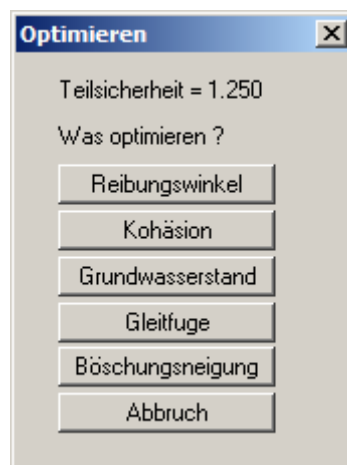 Optimieren
Teilsicherheit = 1.250
Was optimieren ?
Reibungswinkel
Kohäsion
Grundwasserstand
Gleitfuge
Böschungsneigung
Abbruch